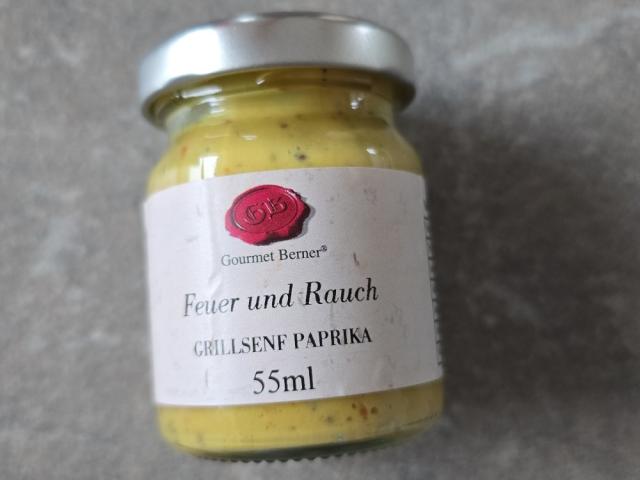 GB
Gourmet Berner®
Feuer und Rauch
GRILLSENF PAPRIKA
55ml